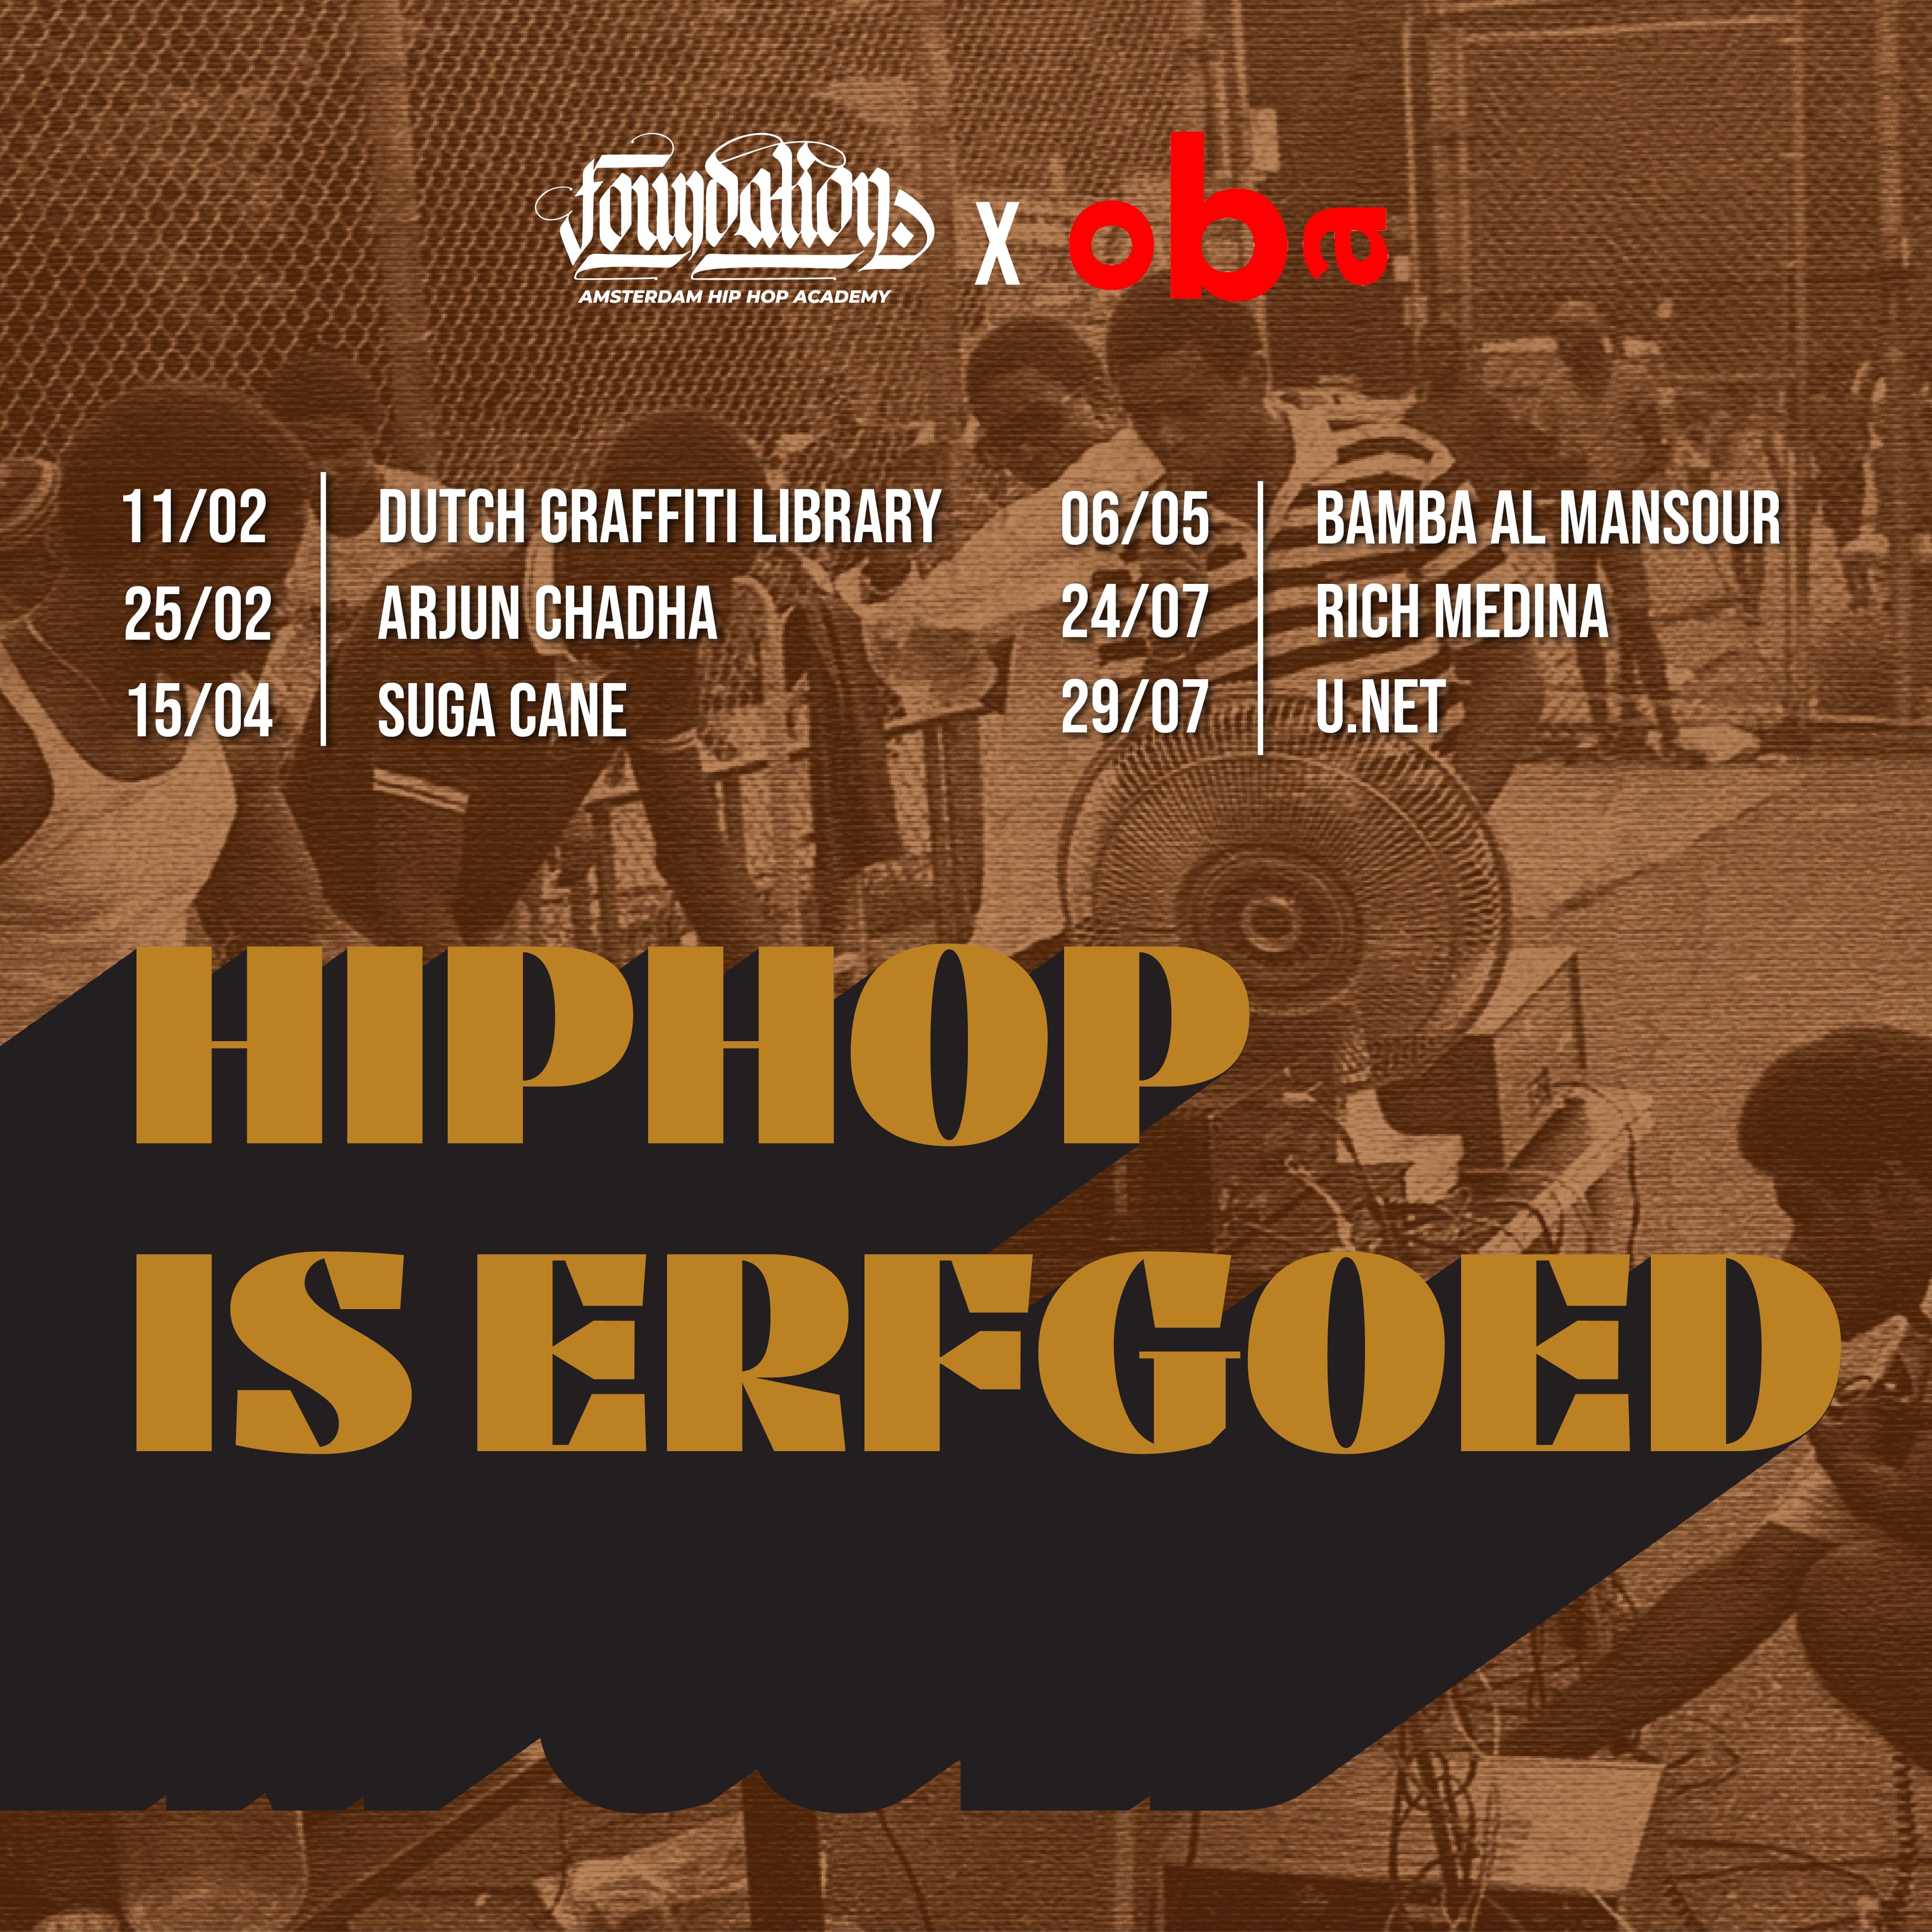 foundation.
AMSTERDAM HIP HOP ACADEMY
X
oba
11/02 DUTCH GRAFFITI LIBRARY
25/02 ARJUN CHADHA
15/04 SUGA CANE
06/05 BAMBA AL MANSOUR
24/07 RICH MEDINA
29/07 U.NET
HIPHOP
IS ERFGOED